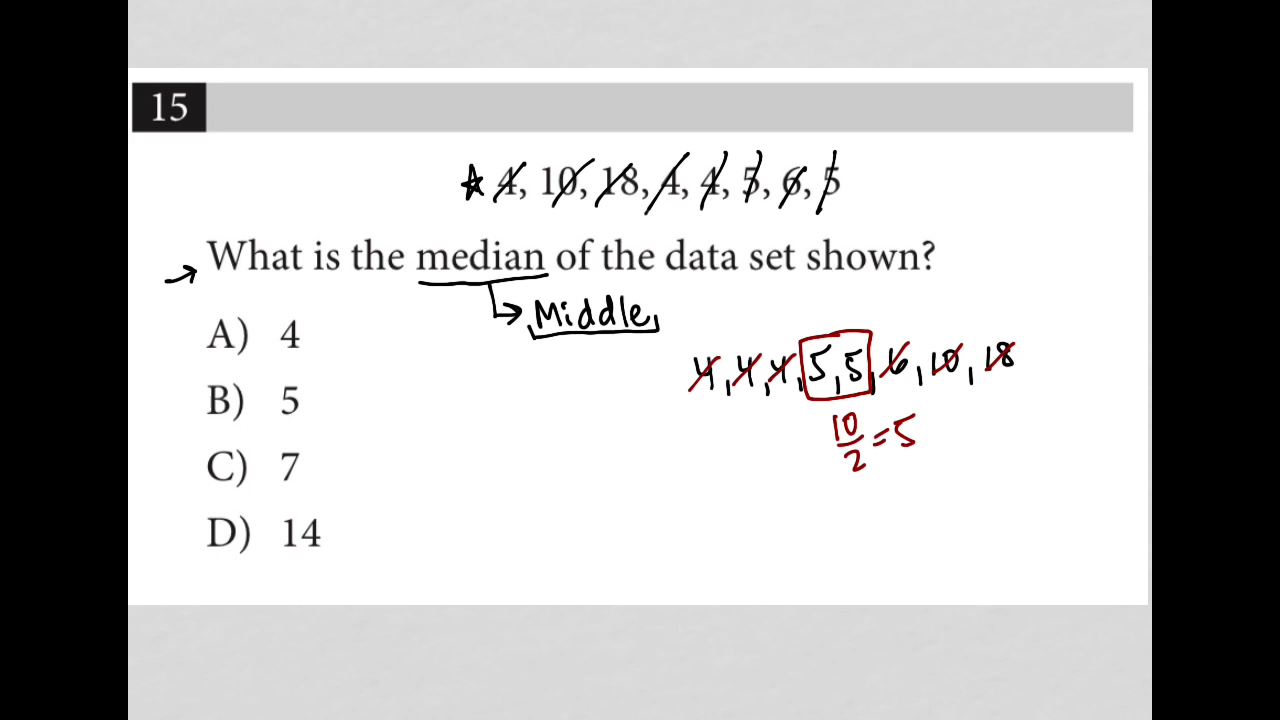 15
4, 10, 18, 4, 4, 5, 6, 5
What is the median of the data set shown?
Middle
A) 4
4, 4, 4, 5, 5, 6, 10, 18
B) 5
10/2 = 5
C) 7
D) 14